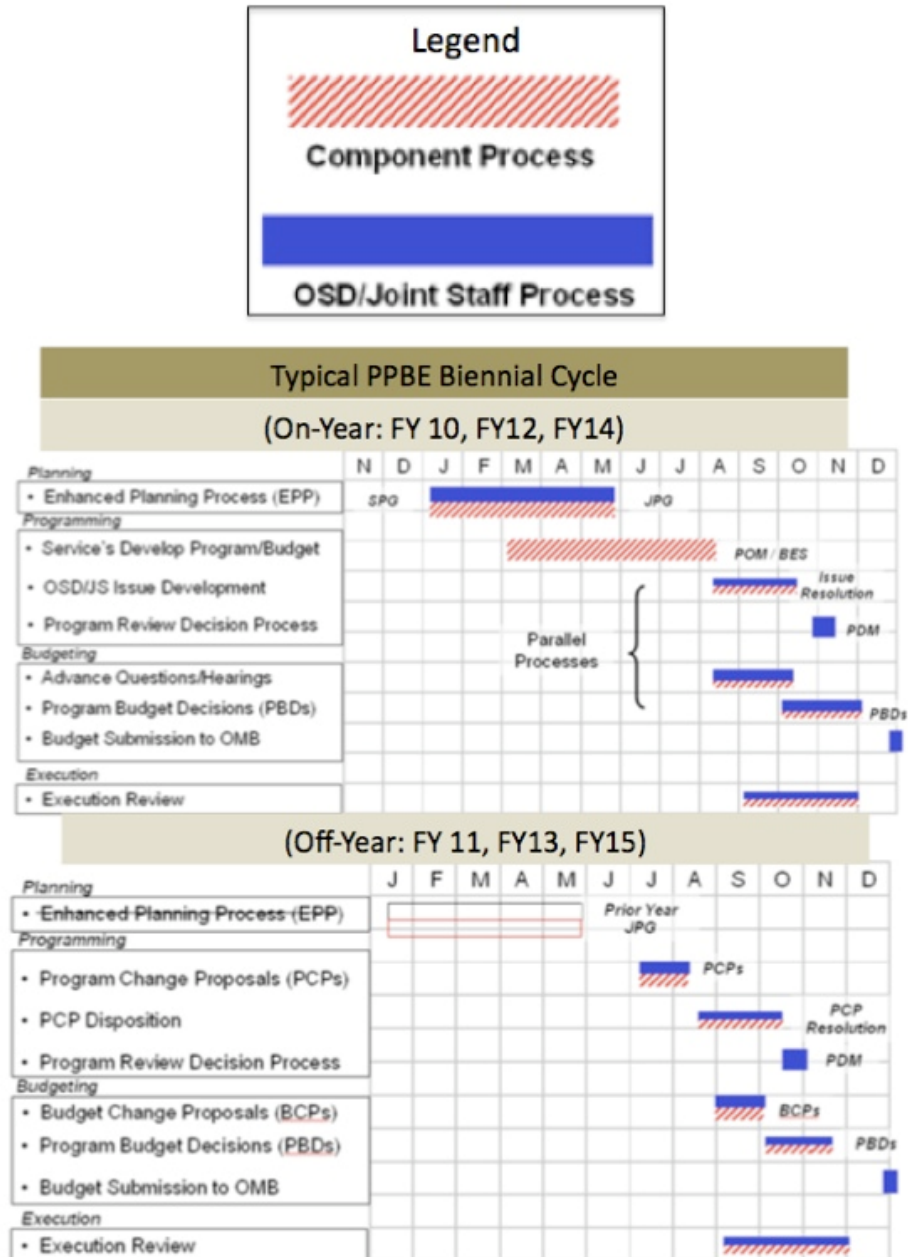 Legend
Component Process
OSD/Joint Staff Process
Typical PPBE Biennial Cycle
(On-Year: FY 10, FY12, FY14)
N D J F M A M J J A S O N D
Planning
• Enhanced Planning Process (EPP)
SPG
JPG
Programming
• Service's Develop Program/Budget
POM / BES
• OSD/JS Issue Development
Issue
Resolution
• Program Review Decision Process
PDM
Parallel
Processes
Budgeting
• Advance Questions/Hearings
• Program Budget Decisions (PBDs)
PBDs
• Budget Submission to OMB
Execution
• Execution Review
(Off-Year: FY 11, FY13, FY15)
J F M A M J J A S O N D
Planning
• Enhanced Planning Process (EPP)
Prior Year
JPG
Programming
• Program Change Proposals (PCPs)
PCPs
• PCP Disposition
PCP
Resolution
• Program Review Decision Process
PDM
Budgeting
• Budget Change Proposals (BCPs)
BCPs
• Program Budget Decisions (PBDs)
PBDs
• Budget Submission to OMB
Execution
• Execution Review